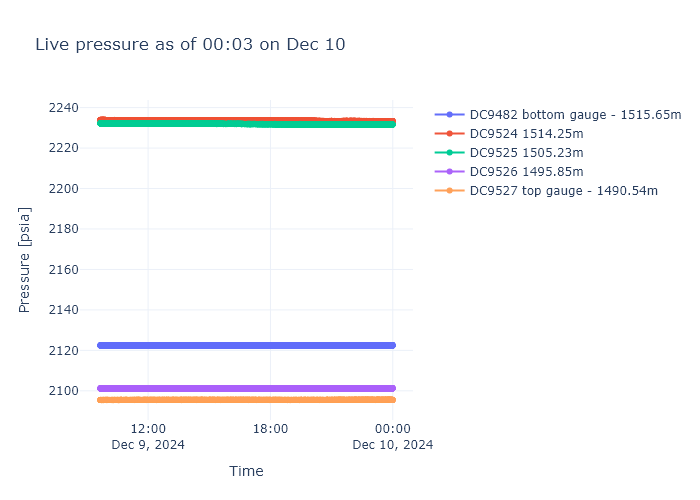 Live pressure as of 00:03 on Dec 10
Pressure [psia]
2240
2220
2200
2180
2160
2140
2120
2100
12:00
Dec 9, 2024
18:00
00:00
Dec 10, 2024
Time
DC9482 bottom gauge - 1515.65m
DC9524 1514.25m
DC9525 1505.23m
DC9526 1495.85m
DC9527 top gauge - 1490.54m